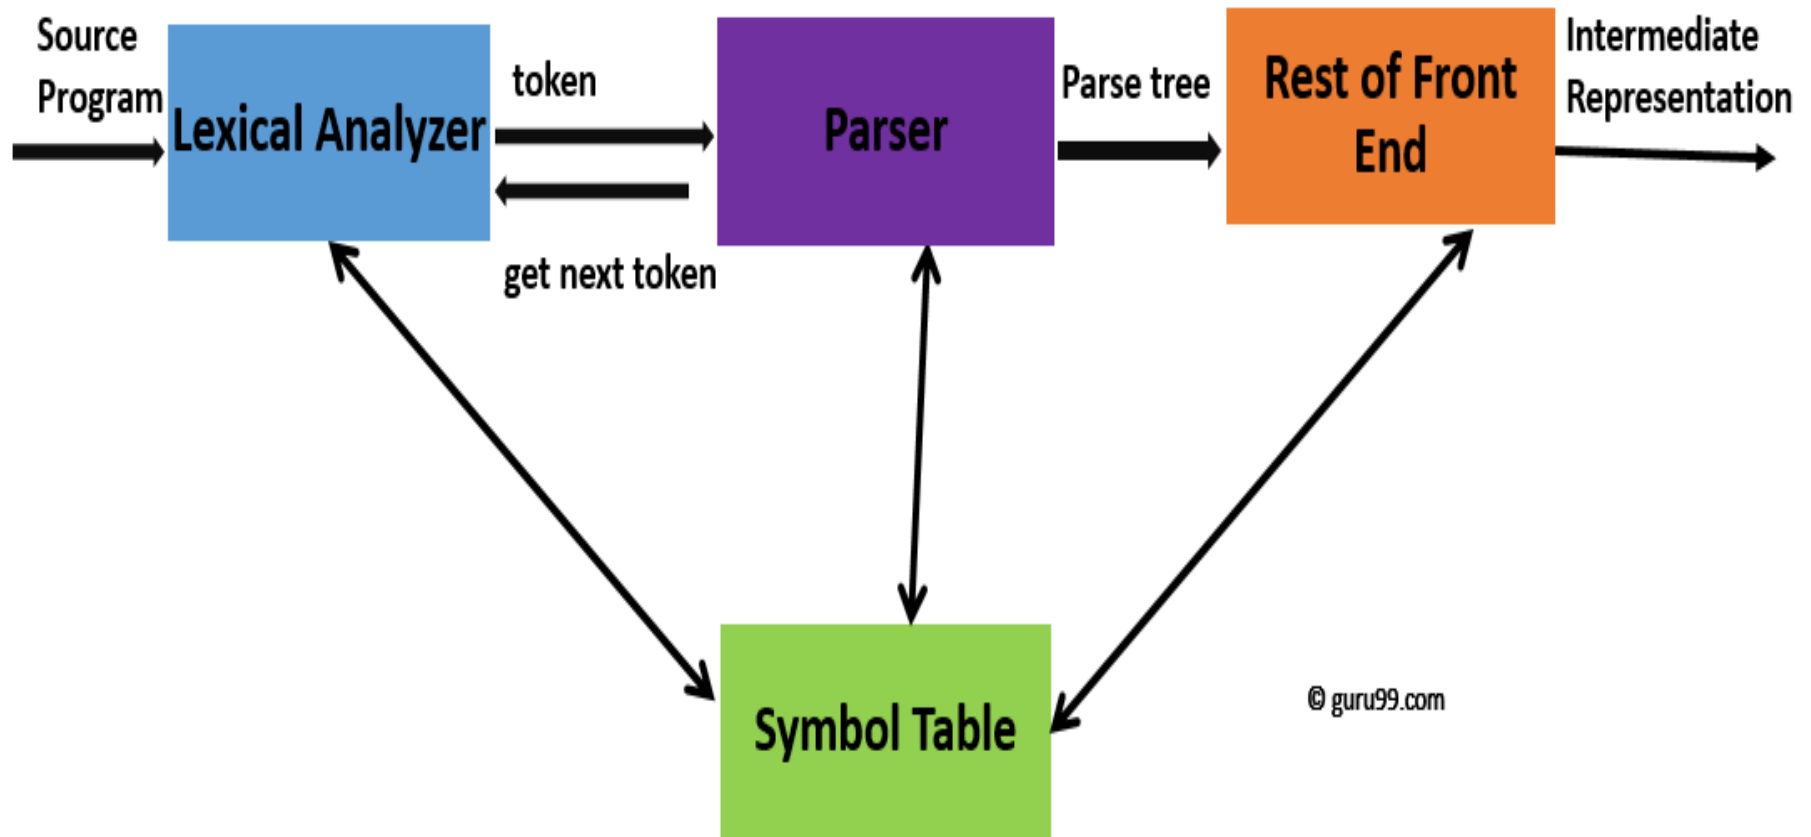 Source
Program
Lexical Analyzer
token
get next token
Parser
Parse tree
Rest of Front
End
Intermediate
Representation
Symbol Table
© guru99.com